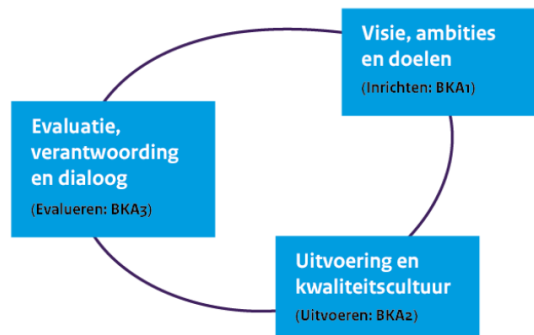 Visie, ambities
en doelen
(Inrichten: BKA1)
Evaluatie,
verantwoording
en dialoog
(Evalueren: BKA3)
Uitvoering en
kwaliteitscultuur
(Uitvoeren: BKA2)